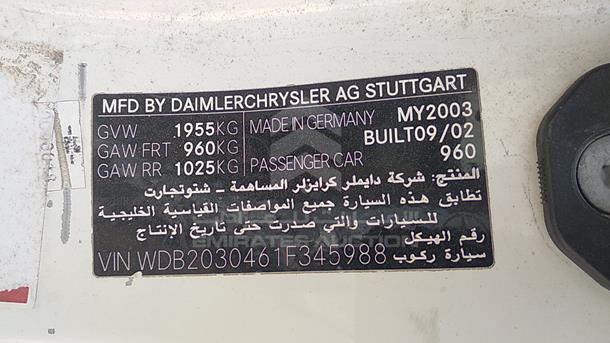 MFD BY DAIMLERCHRYSLER AG STUTTGART
GVW 1955KG MADE IN GERMANY MY2003
GAW FRT 960KG BUILT09/02
GAW RR 1025KG PASSENGER CAR 960
المنتج: شركة دايملر كرايزلر المساهمة - شتوتجارت
تطابق هذه السيارة جميع المواصفات القياسية الخليجية
للسيارات والتي صدرت حتى تاريخ الإنتاج
رقم الهيكل
VIN WDB2030461F345988 سيارة ركوب
EMIRATES AUCTION